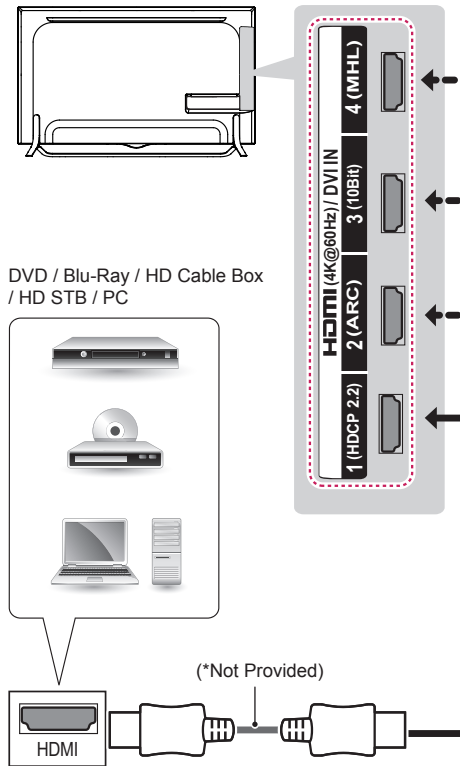 4 (MHL)
3 (10Bit)
2 (ARC)
1 (HDCP 2.2)
HDMI (4K@60Hz) / DVI IN
DVD / Blu-Ray / HD Cable Box
/ HD STB / PC
(*Not Provided)
HDMI